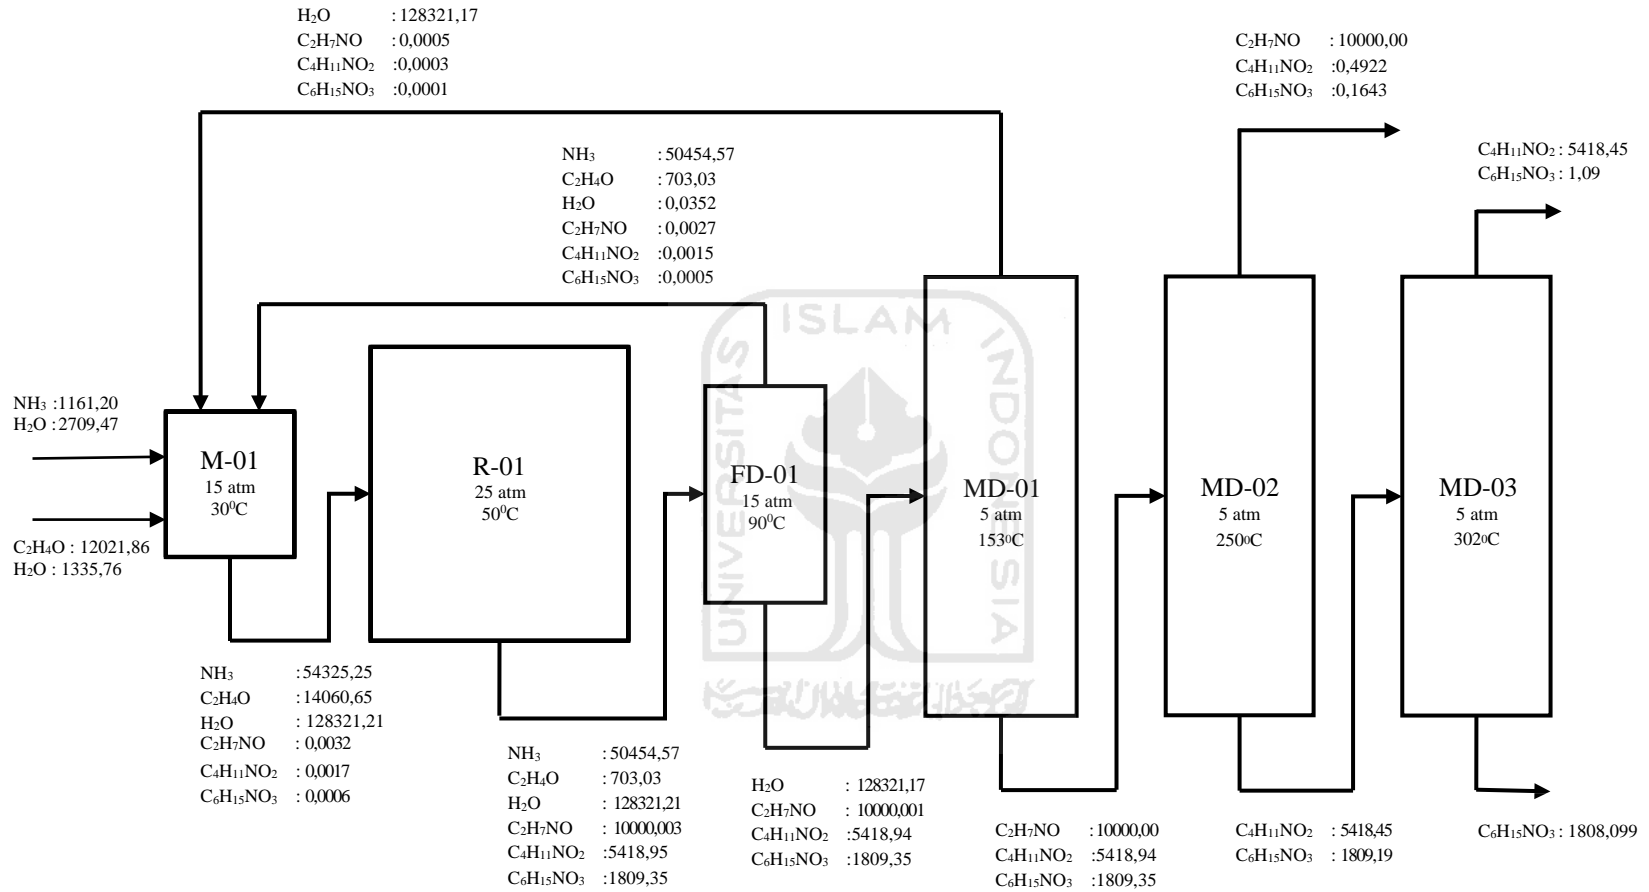 H₂O : 128321,17
C₂H₇NO : 0,0005
C₄H₁₁NO₂ :0,0003
C₆H₁₅NO₃ :0,0001
C₂H₇NO : 10000,00
C₄H₁₁NO₂ :0,4922
C₆H₁₅NO₃ :0,1643
NH₃ : 50454,57
C₂H₄O : 703,03
H₂O : 0,0352
C₂H₇NO : 0,0027
C₄H₁₁NO₂ :0,0015
C₆H₁₅NO₃ :0,0005
C₄H₁₁NO₂ : 5418,45
C₆H₁₅NO₃ : 1,09
NH₃ :1161,20
H₂O : 2709,47
C₂H₄O : 12021,86
H₂O : 1335,76
M-01
15 atm
30⁰C
R-01
25 atm
50⁰C
FD-01
15 atm
90⁰C
MD-01
5 atm
153⁰C
MD-02
5 atm
250⁰C
MD-03
5 atm
302⁰C
NH₃ : 54325,25
C₂H₄O : 14060,65
H₂O : 128321,21
C₂H₇NO : 0,0032
C₄H₁₁NO₂ : 0,0017
C₆H₁₅NO₃ : 0,0006
NH₃ : 50454,57
C₂H₄O : 703,03
H₂O : 128321,21
C₂H₇NO : 10000,003
C₄H₁₁NO₂ :5418,95
C₆H₁₅NO₃ :1809,35
H₂O : 128321,17
C₂H₇NO : 10000,001
C₄H₁₁NO₂ :5418,94
C₆H₁₅NO₃ :1809,35
C₂H₇NO : 10000,00
C₄H₁₁NO₂ :5418,94
C₆H₁₅NO₃ :1809,35
C₄H₁₁NO₂ : 5418,45
C₆H₁₅NO₃ : 1809,19
C₆H₁₅NO₃ : 1808,099
UNIVERSITAS
ISLAM
INDONESIA